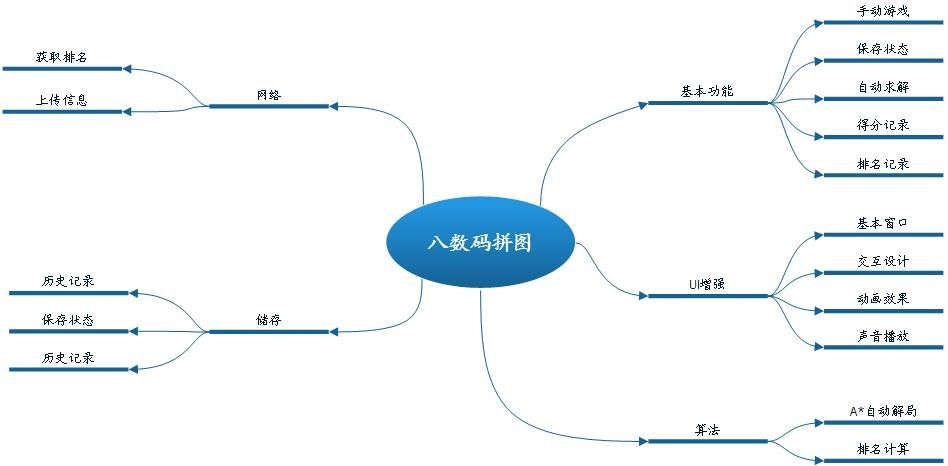 八数码拼图
基本功能
手动游戏
保存状态
自动求解
得分记录
排名记录
UI增强
基本窗口
交互设计
动画效果
声音播放
算法
A*自动解局
排名计算
网络
获取排名
上传信息
储存
历史记录
保存状态
历史记录